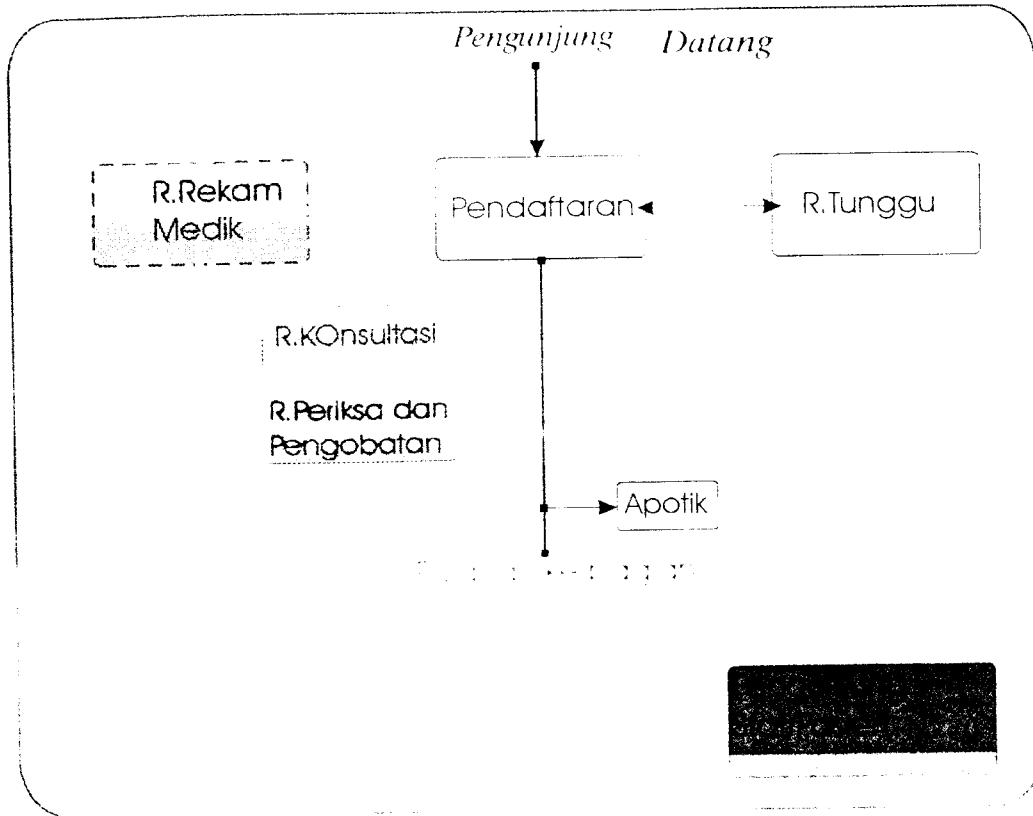 Pengunjung Datang
R.Rekam
Medik
Pendaftaran
R.Tunggu
R.KOnsultasi
R.Periksa dan
Pengobatan
Apotik